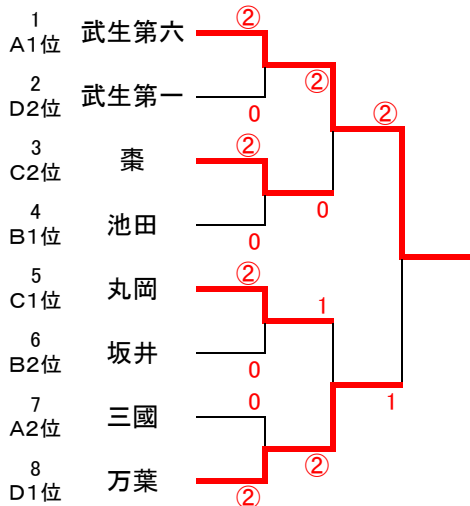 1
A1位 武生第六 ②
2
D2位 武生第一 0
②
3
C2位 棗 ②
4
B1位 池田 0
0
②
5
C1位 丸岡 ②
6
B2位 坂井 0
1
7
A2位 三國 0
8
D1位 万葉 ②
②
1